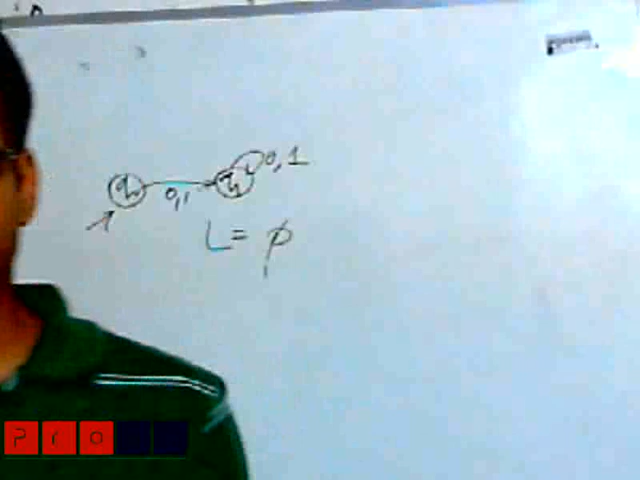 q₀ 0,1 q₁ 0,1
L = φ
Pro